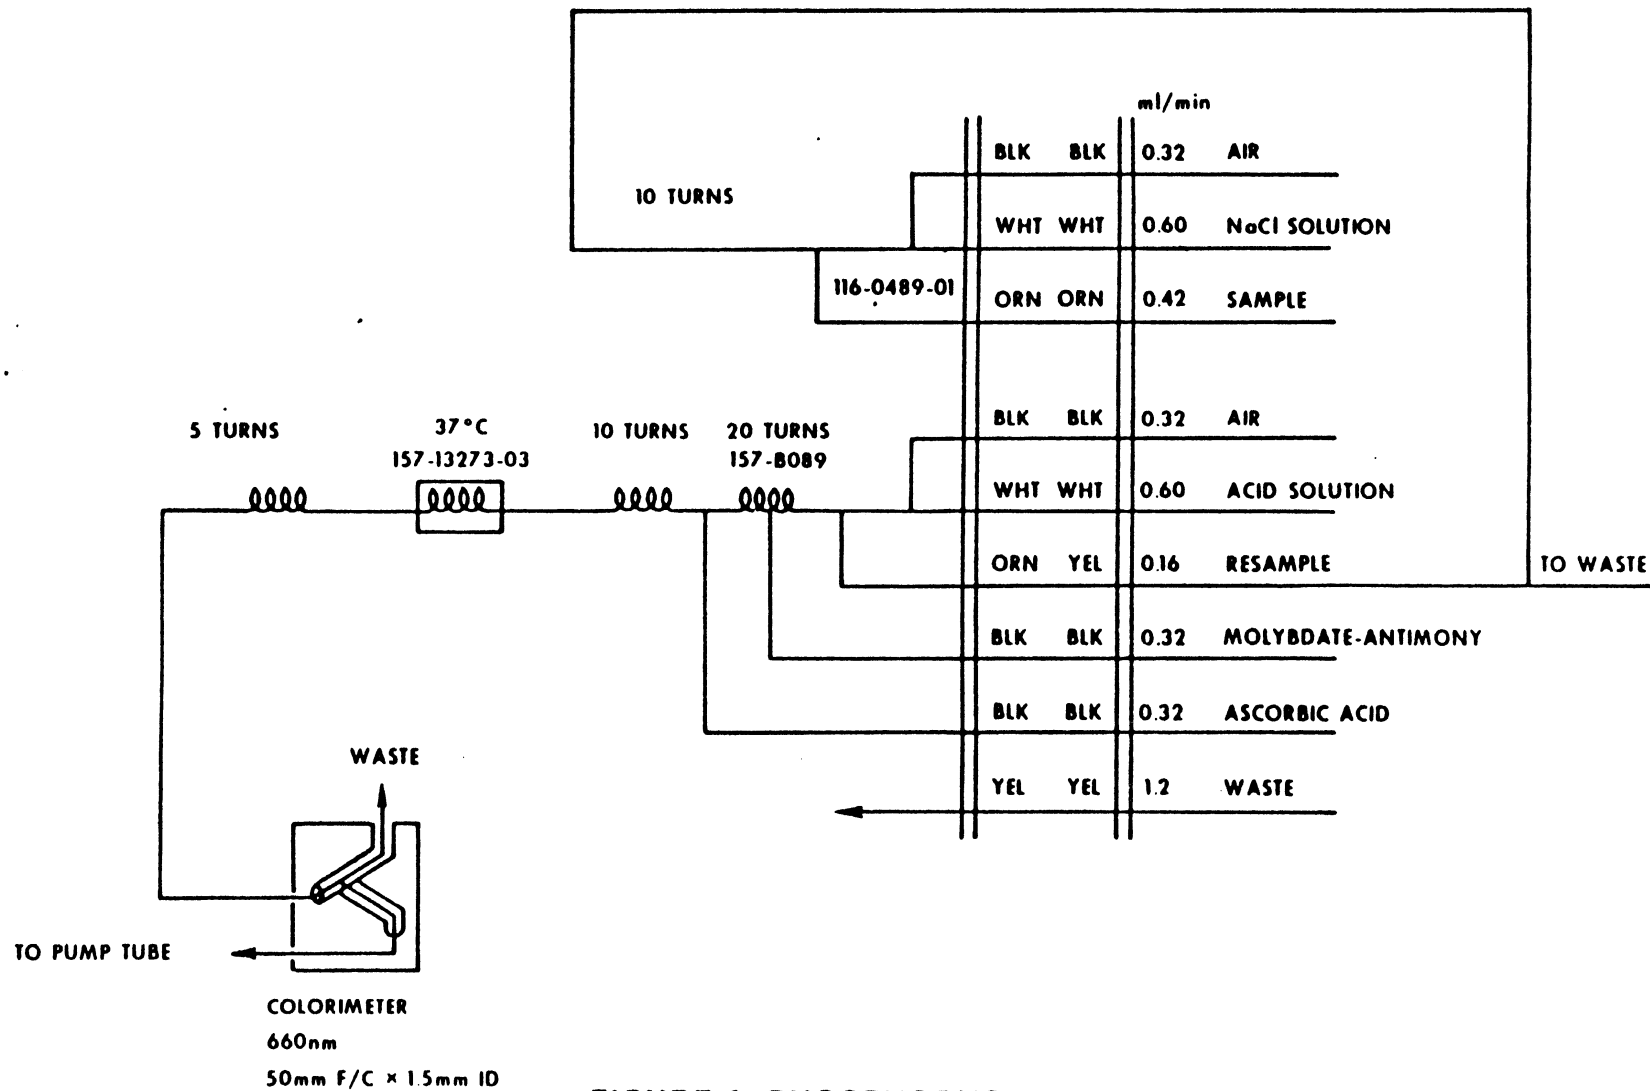 ml/min
BLK BLK 0.32 AIR
10 TURNS
WHT WHT 0.60 NaCl SOLUTION
116-0489-01
ORN ORN 0.42 SAMPLE
BLK BLK 0.32 AIR
5 TURNS
37°C
157-13273-03
10 TURNS
20 TURNS
157-B089
WHT WHT 0.60 ACID SOLUTION
ORN YEL 0.16 RESAMPLE
TO WASTE
BLK BLK 0.32 MOLYBDATE-ANTIMONY
BLK BLK 0.32 ASCORBIC ACID
YEL YEL 1.2 WASTE
WASTE
TO PUMP TUBE
COLORIMETER
660nm
50mm F/C × 1.5mm ID